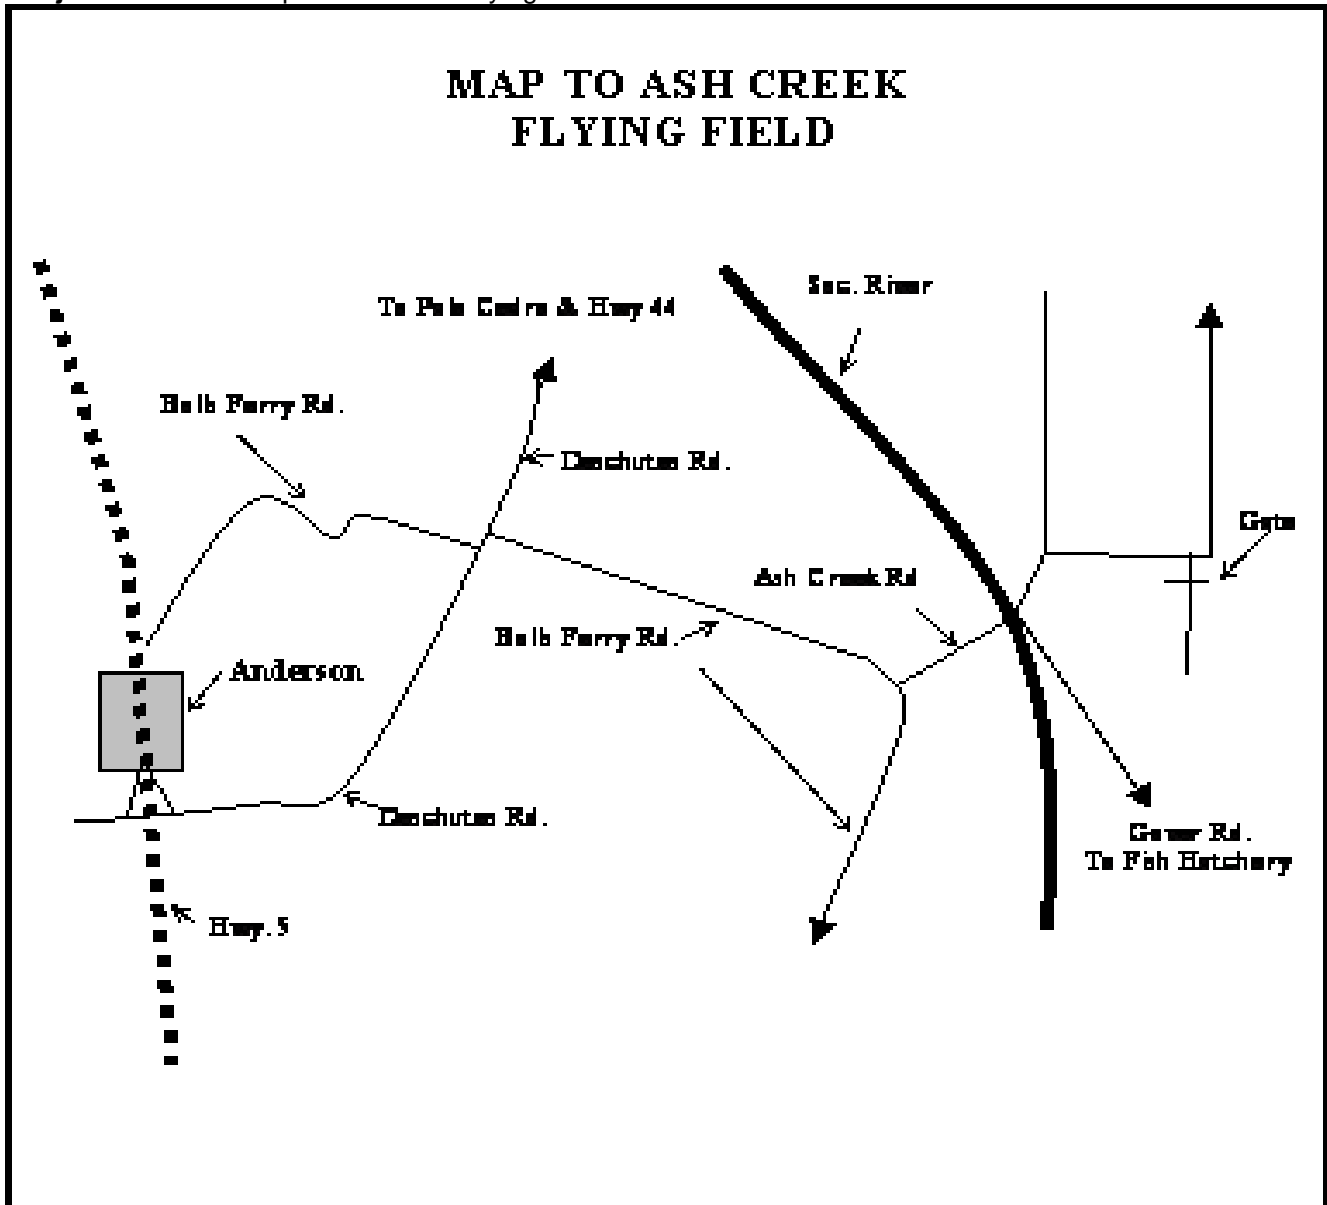 MAP TO ASH CREEK
FLYING FIELD
Sac. River
To Palo Cedro & Hwy 44
Balls Ferry Rd.
Deschutes Rd.
Gate
Ash Creek Rd
Balls Ferry Rd.
Anderson
Deschutes Rd.
Gover Rd.
To Fish Hatchery
Hwy. 5